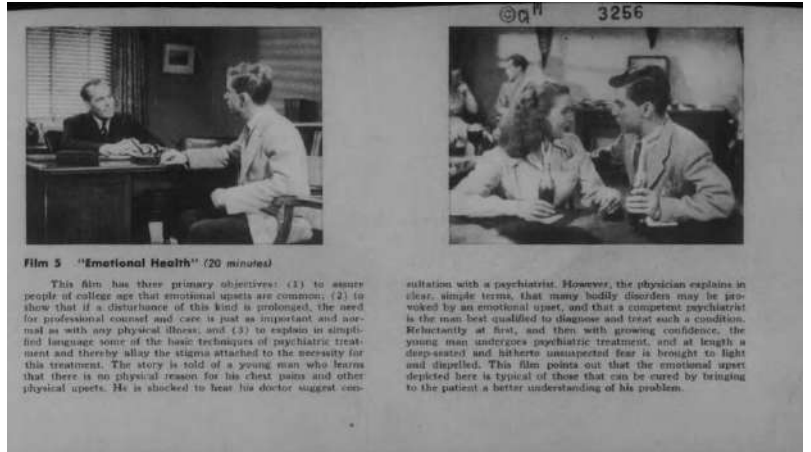 ©GM 3256
Film 5 "Emotional Health" (20 minutes)
This film has three primary objectives: (1) to assure
people of college age that emotional upsets are common; (2) to
show that if a disturbance of this kind is prolonged, the need
for professional counsel and care is just as important and nor-
mal as with any physical illness; and (3) to explain in simpli-
fied language some of the basic techniques of psychiatric treat-
ment and thereby allay the stigma attached to the necessity for
this treatment. The story is told of a young man who learns
that there is no physical reason for his chest pains and other
physical upsets. He is shocked to hear his doctor suggest con-
sultation with a psychiatrist. However, the physician explains in
clear, simple terms, that many bodily disorders may be pro-
voked by an emotional upset, and that a competent psychiatrist
is the man best qualified to diagnose and treat such a condition.
Reluctantly at first, and then with growing confidence, the
young man undergoes psychiatric treatment, and at length a
deep-seated and hitherto unsuspected fear is brought to light
and dispelled. This film points out that the emotional upset
depicted here is typical of those that can be cured by bringing
to the patient a better understanding of his problem.